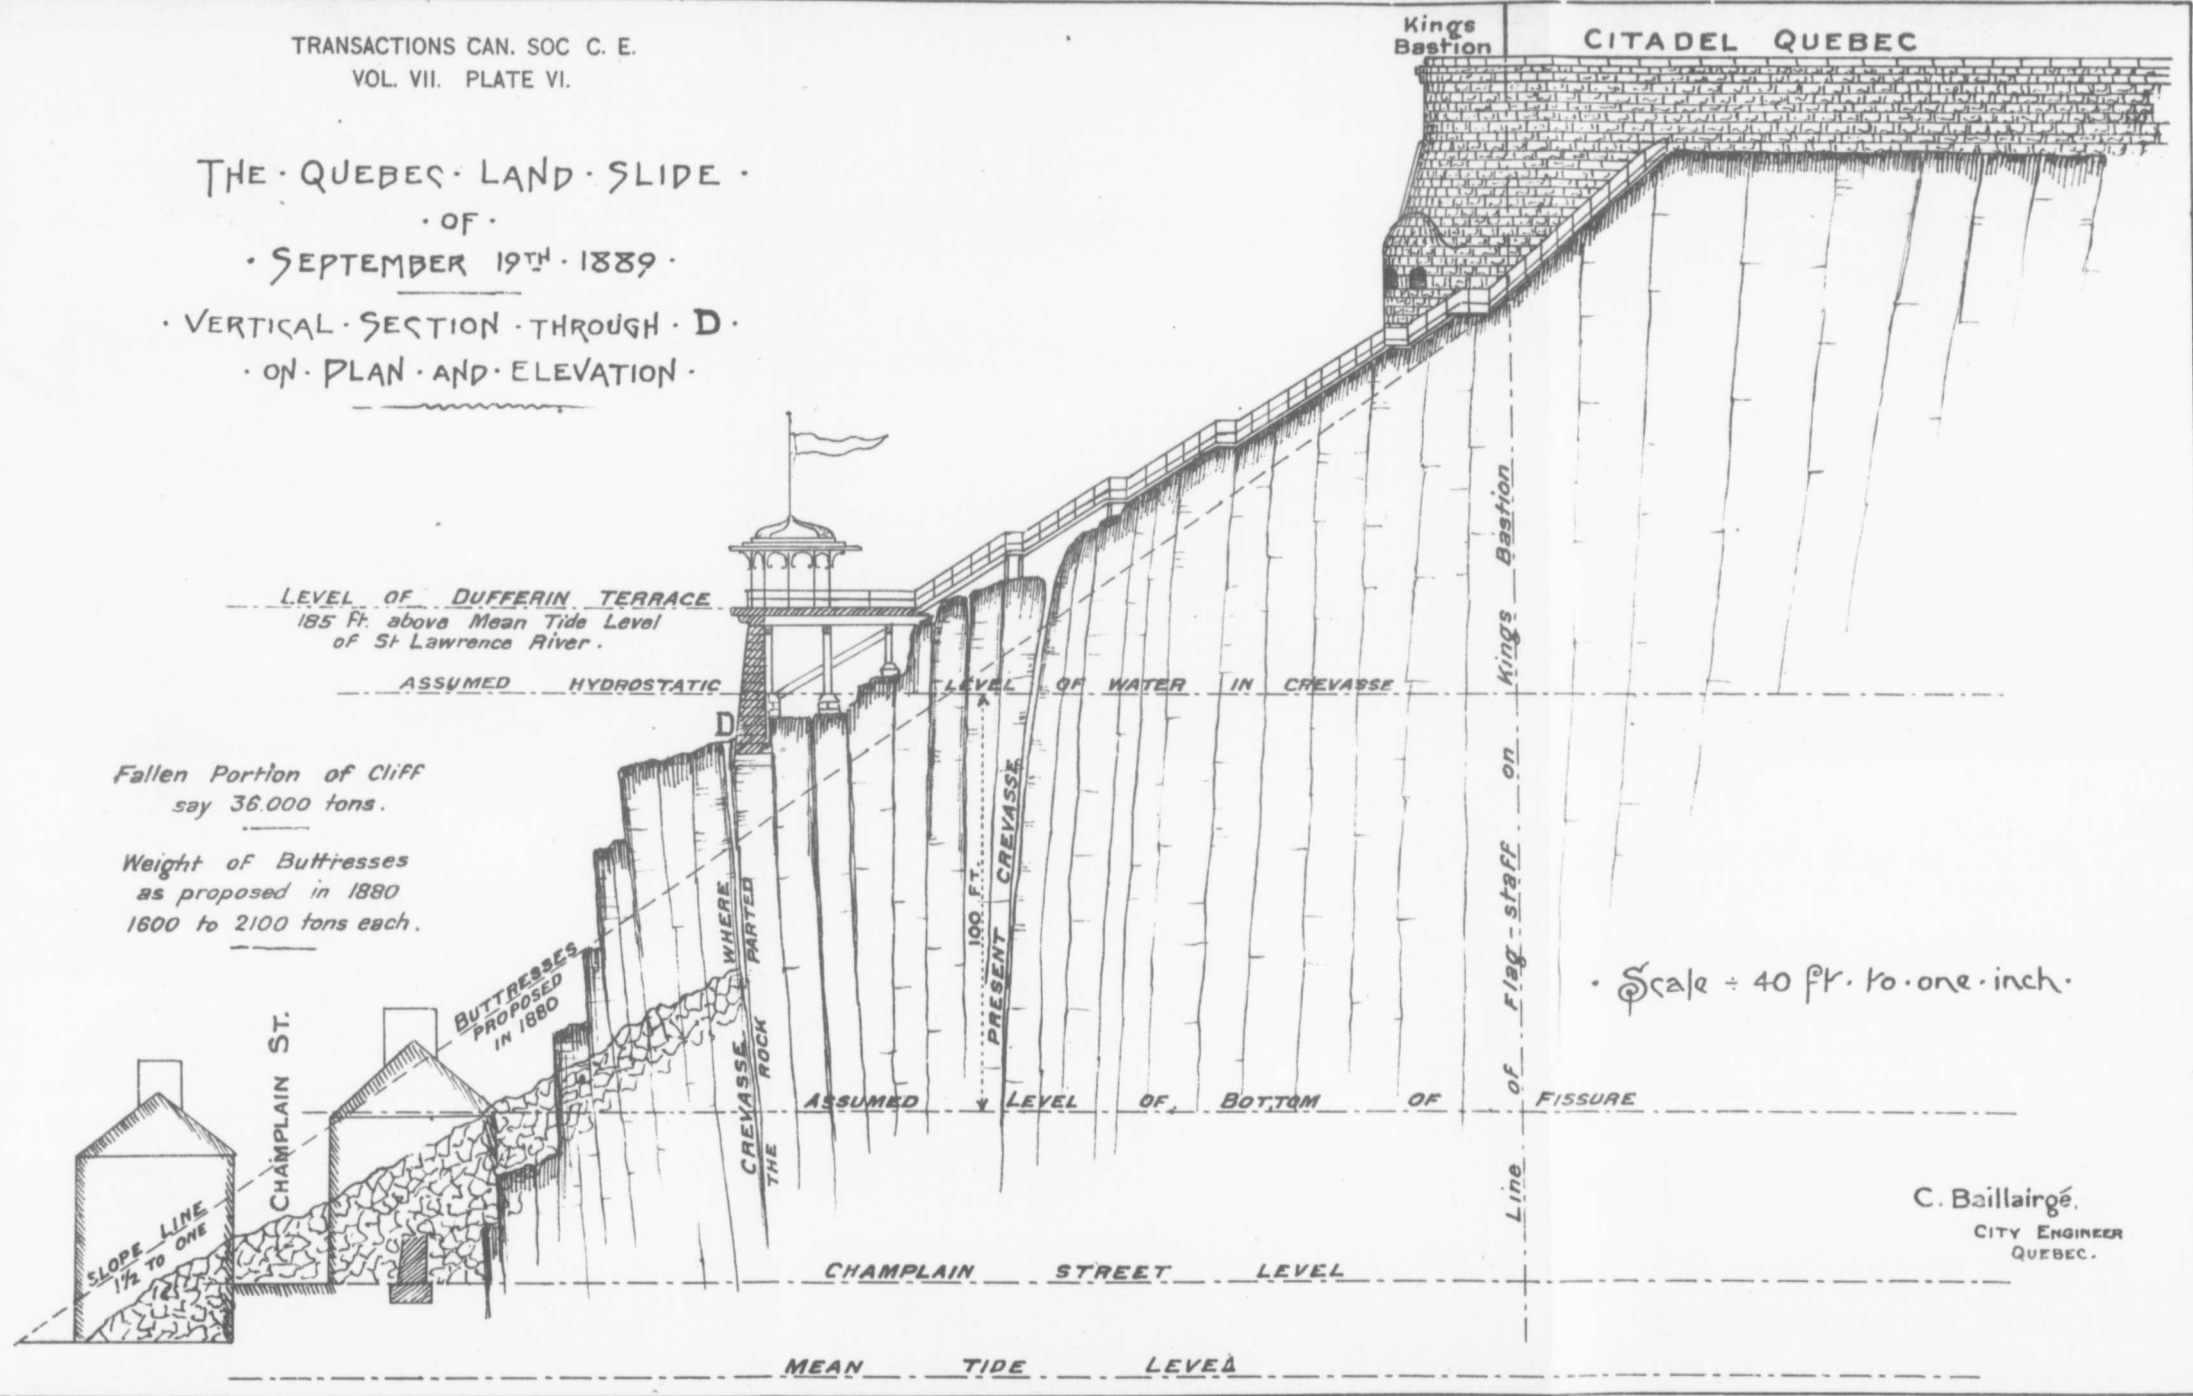 TRANSACTIONS CAN. SOC C. E.
VOL. VII. PLATE VI.
THE · QUEBEC · LAND · SLIDE ·
· OF ·
· SEPTEMBER 19TH · 1889 ·
· VERTICAL · SECTION · THROUGH · D ·
· ON · PLAN · AND · ELEVATION ·
Kings
Bastion
CITADEL QUEBEC
LEVEL OF DUFFERIN TERRACE
185 Ft. above Mean Tide Level
of St Lawrence River.
ASSUMED HYDROSTATIC LEVEL OF WATER IN CREVASSE
D
Fallen Portion of Cliff
say 36.000 tons.
Weight of Buttresses
as proposed in 1880
1600 to 2100 tons each.
BUTTRESSES
PROPOSED
IN 1880
CREVASSE WHERE
THE ROCK PARTED
100 FT.
PRESENT CREVASSE
Line of Flag-staff on Kings Bastion
· Scale ÷ 40 ft. to · one · inch ·
CHAMPLAIN ST.
ASSUMED LEVEL OF BOTTOM OF FISSURE
SLOPE LINE
1½ TO ONE
C. Baillairgé.
CITY ENGINEER
QUEBEC.
CHAMPLAIN STREET LEVEL
MEAN TIDE LEVEL